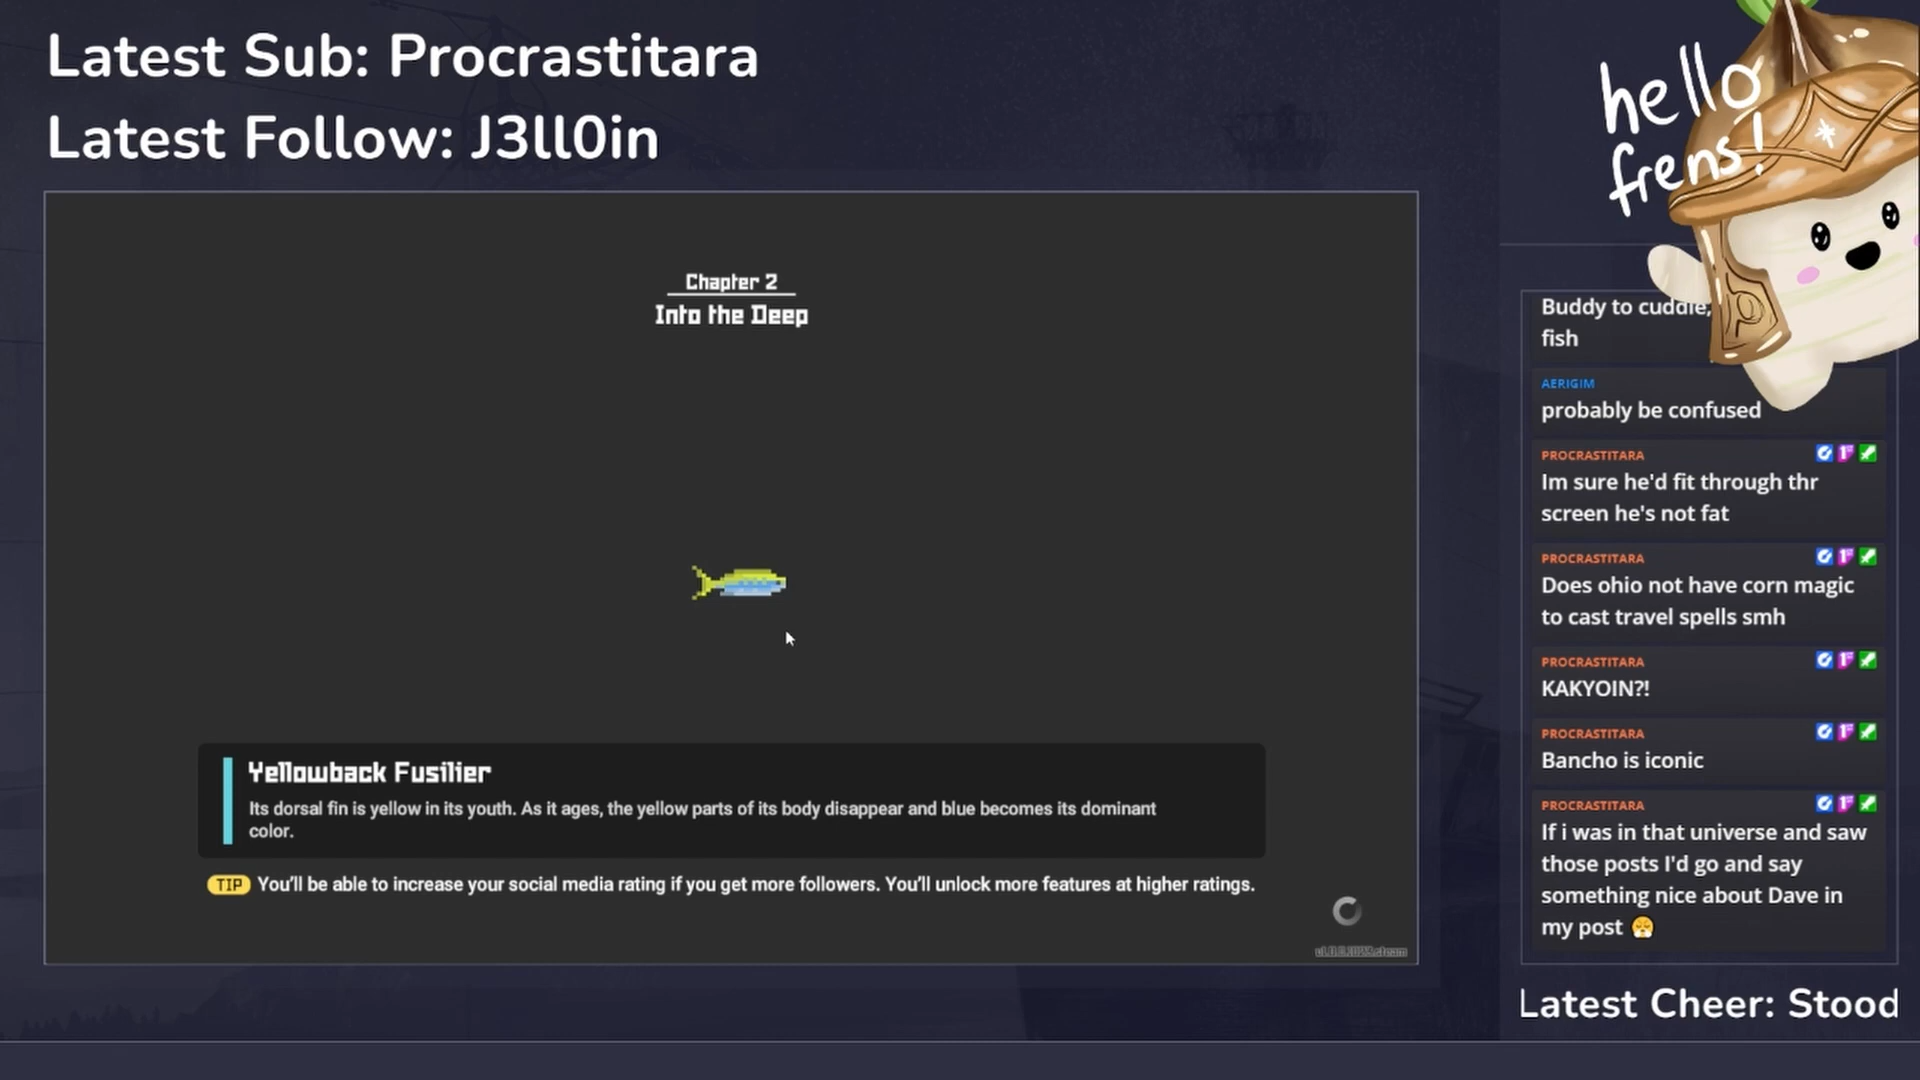 Latest Sub: Procrastitara
Latest Follow: J3ll0in
hello
frens!
Chapter 2
Into the Deep
Yellowback Fusilier
Its dorsal fin is yellow in its youth. As it ages, the yellow parts of its body disappear and blue becomes its dominant
color.
TIP You'll be able to increase your social media rating if you get more followers. You'll unlock more features at higher ratings.
Buddy to cuddle,
fish
AERIGIM
probably be confused
PROCRASTITARA
Im sure he'd fit through thr
screen he's not fat
PROCRASTITARA
Does ohio not have corn magic
to cast travel spells smh
PROCRASTITARA
KAKYOIN?!
PROCRASTITARA
Bancho is iconic
PROCRASTITARA
If i was in that universe and saw
those posts I'd go and say
something nice about Dave in
my post
Latest Cheer: Stood